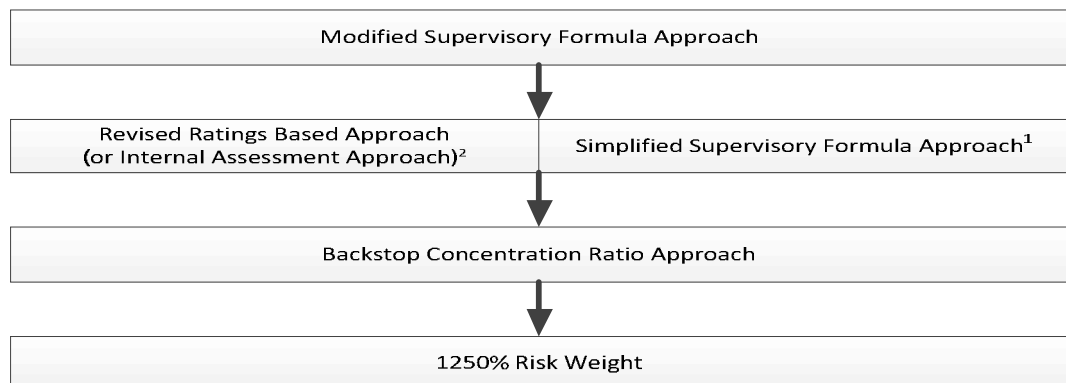 Modified Supervisory Formula Approach
Revised Ratings Based Approach
(or Internal Assessment Approach)²
Simplified Supervisory Formula Approach¹
Backstop Concentration Ratio Approach
1250% Risk Weight